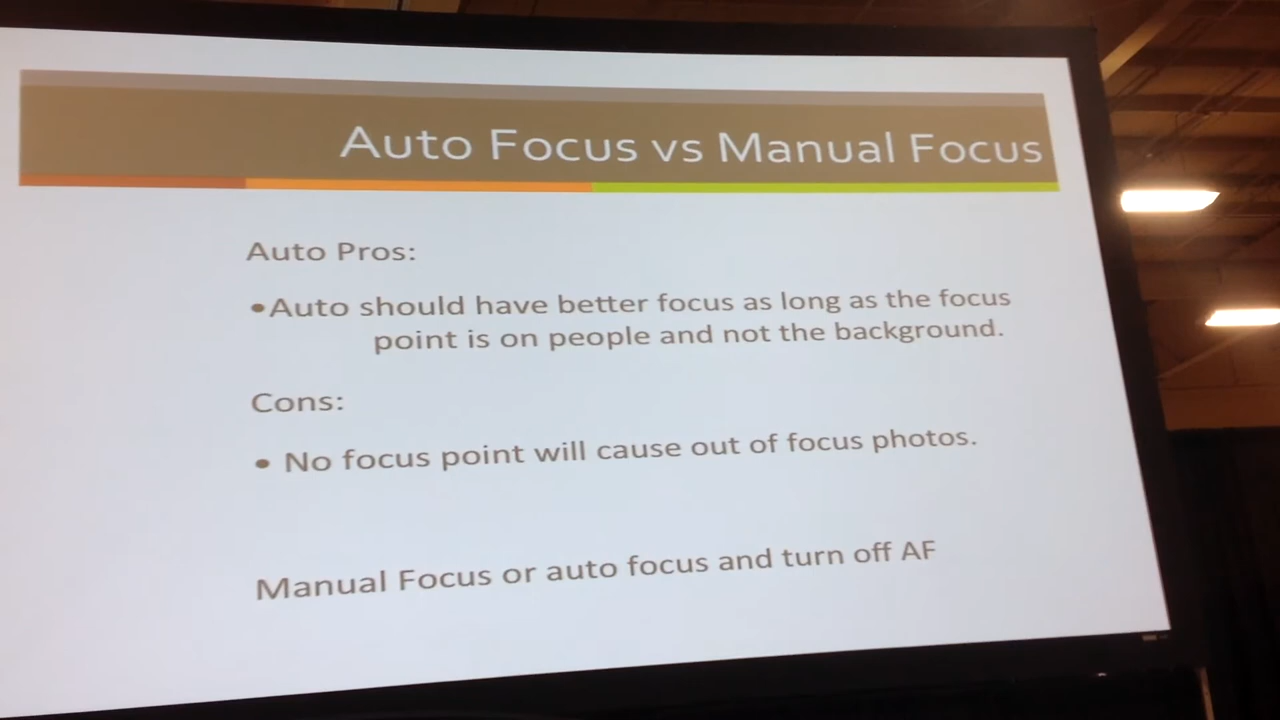 Auto Focus vs Manual Focus
Auto Pros:
•Auto should have better focus as long as the focus
point is on people and not the background.
Cons:
• No focus point will cause out of focus photos.
Manual Focus or auto focus and turn off AF